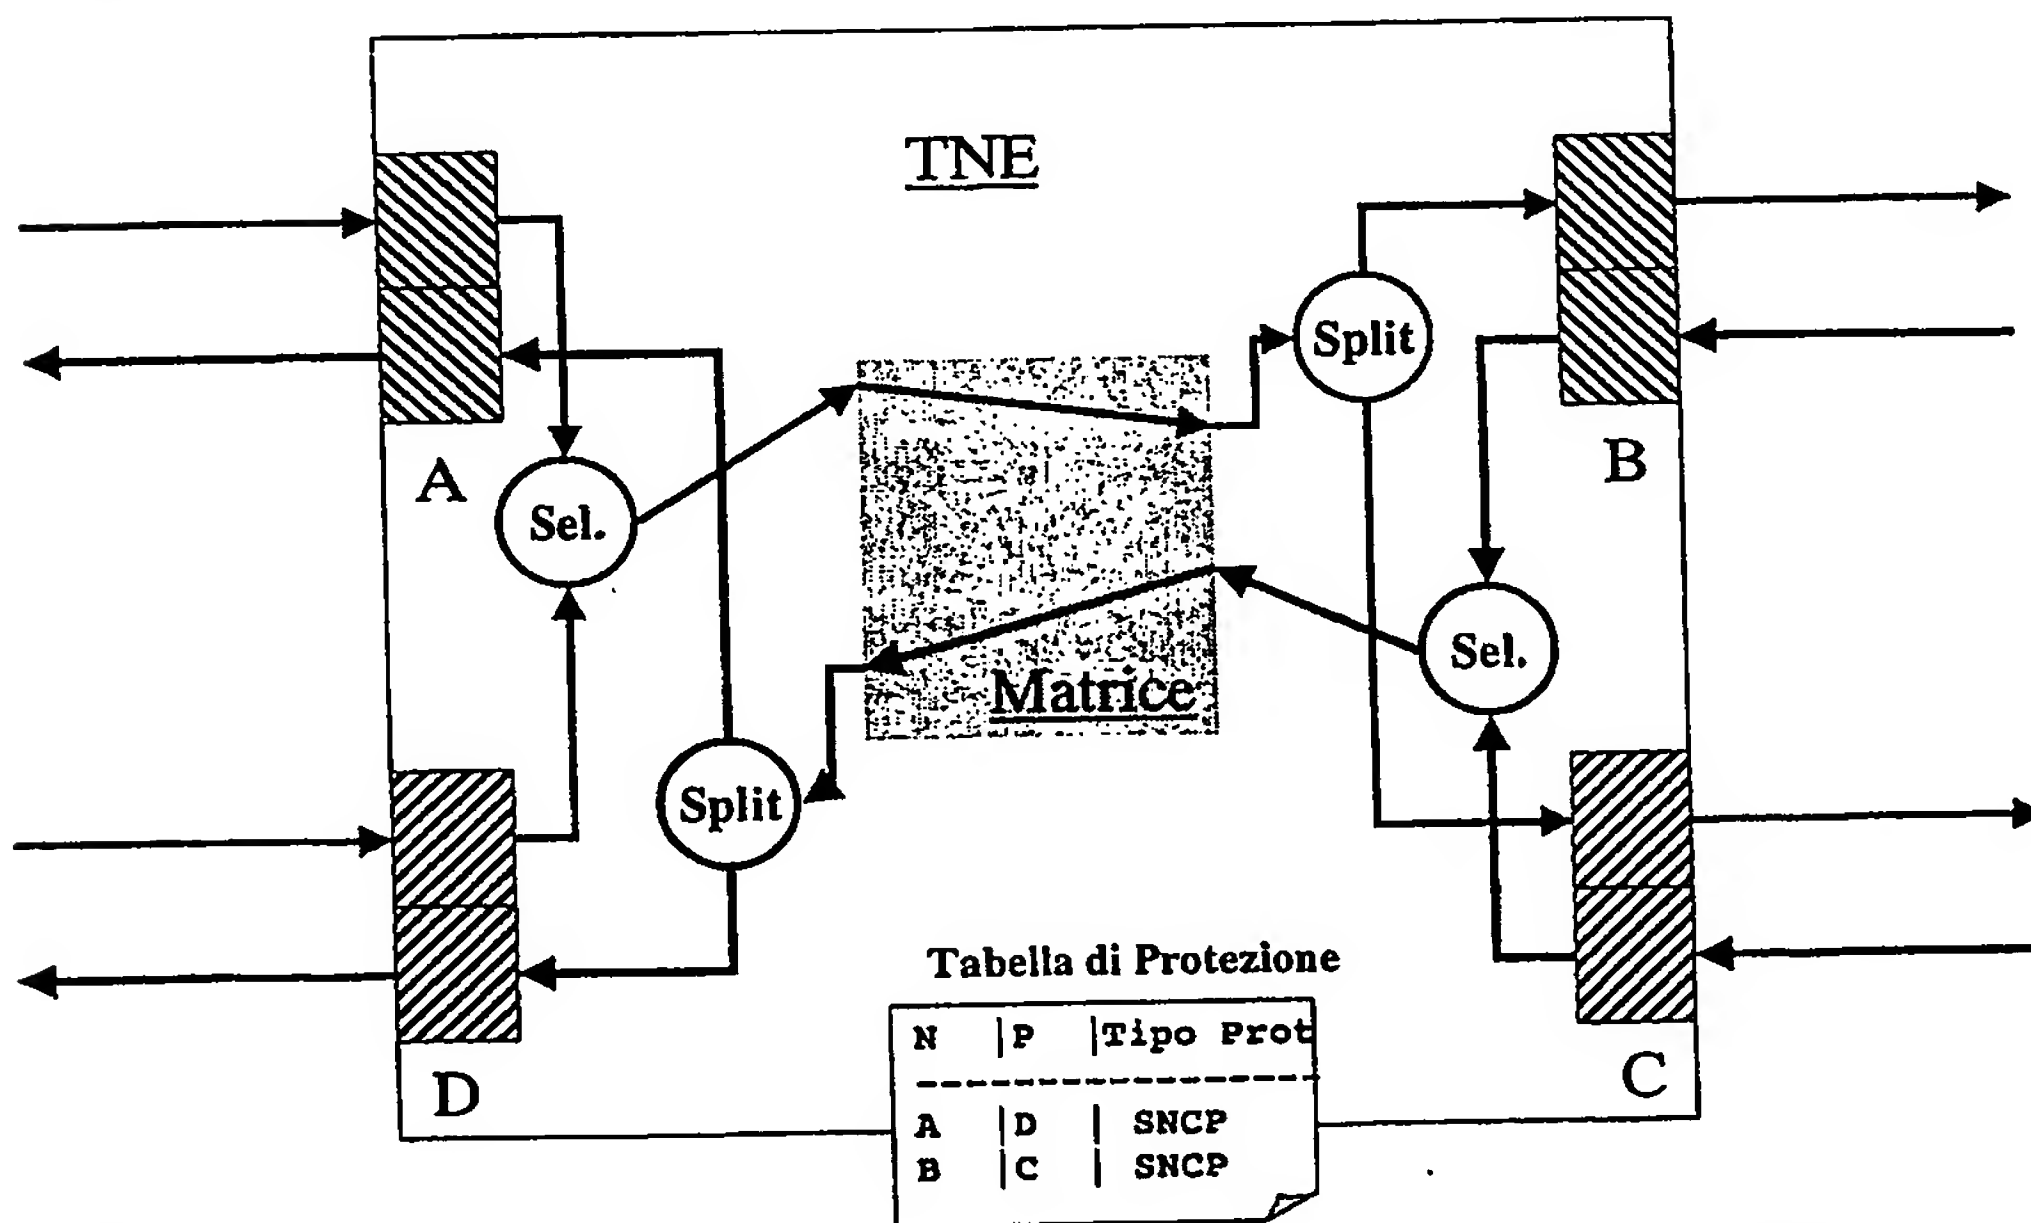 TNE
Split
B
A
Sel.
Sel.
Matrice
Split
Tabella di Protezione
N |P |Tipo Prot
A |D | SNCP
B |C | SNCP
D
C